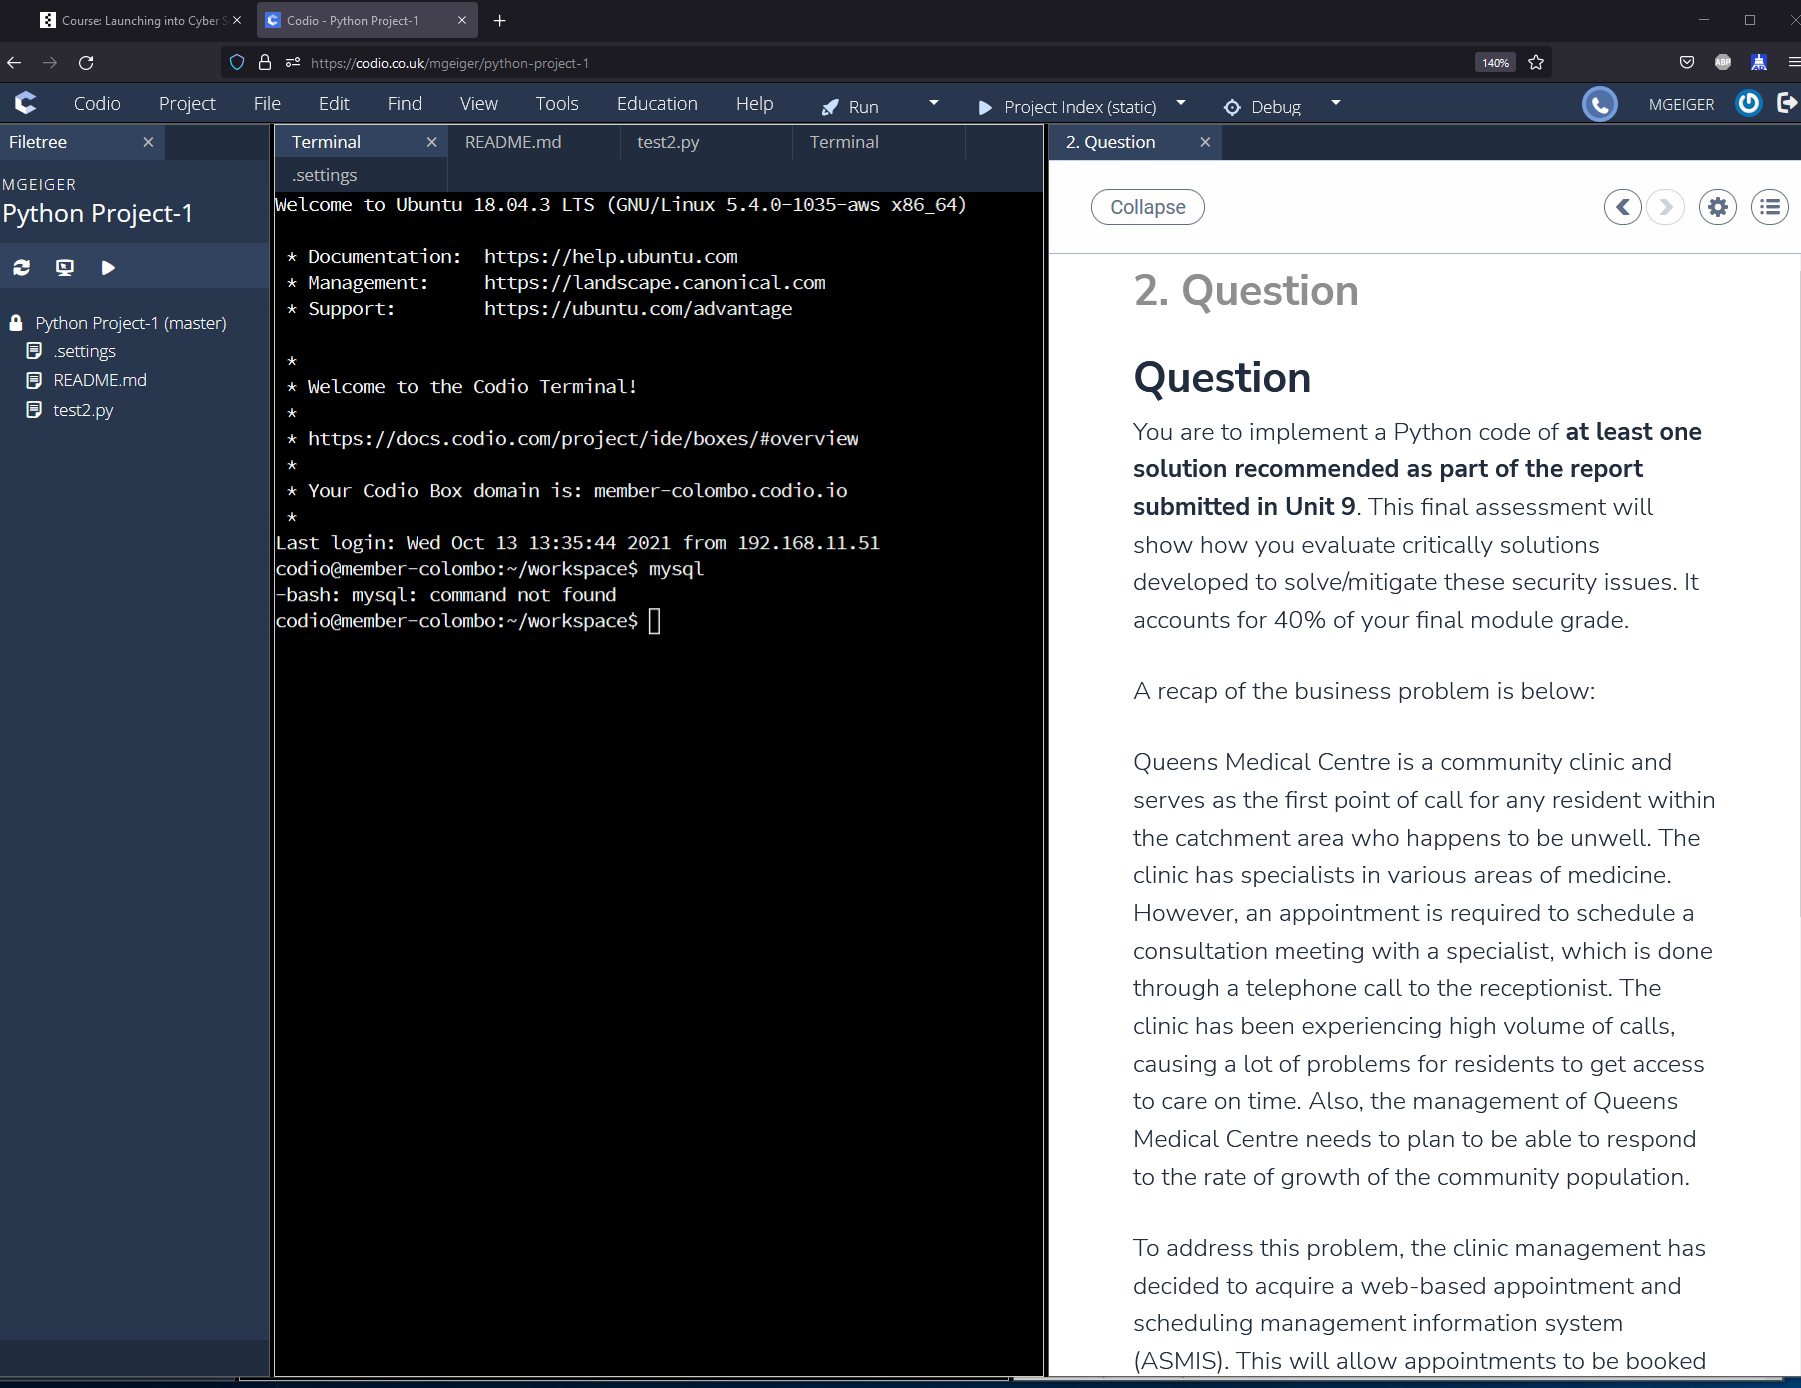 Course: Launching into Cyber S
Codio - Python Project-1
https://codio.co.uk/mgeiger/python-project-1
140%
ABP
Codio Project File Edit Find View Tools Education Help Run Project Index (static) Debug MGEIGER
Filetree
MGEIGER
Python Project-1
Python Project-1 (master)
.settings
README.md
test2.py
Terminal README.md test2.py Terminal
.settings
Welcome to Ubuntu 18.04.3 LTS (GNU/Linux 5.4.0-1035-aws x86_64)
* Documentation: https://help.ubuntu.com
* Management: https://landscape.canonical.com
* Support: https://ubuntu.com/advantage
*
* Welcome to the Codio Terminal!
*
* https://docs.codio.com/project/ide/boxes/#overview
*
* Your Codio Box domain is: member-colombo.codio.io
*
Last login: Wed Oct 13 13:35:44 2021 from 192.168.11.51
codio@member-colombo:~/workspace$ mysql
-bash: mysql: command not found
codio@member-colombo:~/workspace$
2. Question
Collapse
2. Question
Question
You are to implement a Python code of at least one
solution recommended as part of the report
submitted in Unit 9. This final assessment will
show how you evaluate critically solutions
developed to solve/mitigate these security issues. It
accounts for 40% of your final module grade.
A recap of the business problem is below:
Queens Medical Centre is a community clinic and
serves as the first point of call for any resident within
the catchment area who happens to be unwell. The
clinic has specialists in various areas of medicine.
However, an appointment is required to schedule a
consultation meeting with a specialist, which is done
through a telephone call to the receptionist. The
clinic has been experiencing high volume of calls,
causing a lot of problems for residents to get access
to care on time. Also, the management of Queens
Medical Centre needs to plan to be able to respond
to the rate of growth of the community population.
To address this problem, the clinic management has
decided to acquire a web-based appointment and
scheduling management information system
(ASMIS). This will allow appointments to be booked